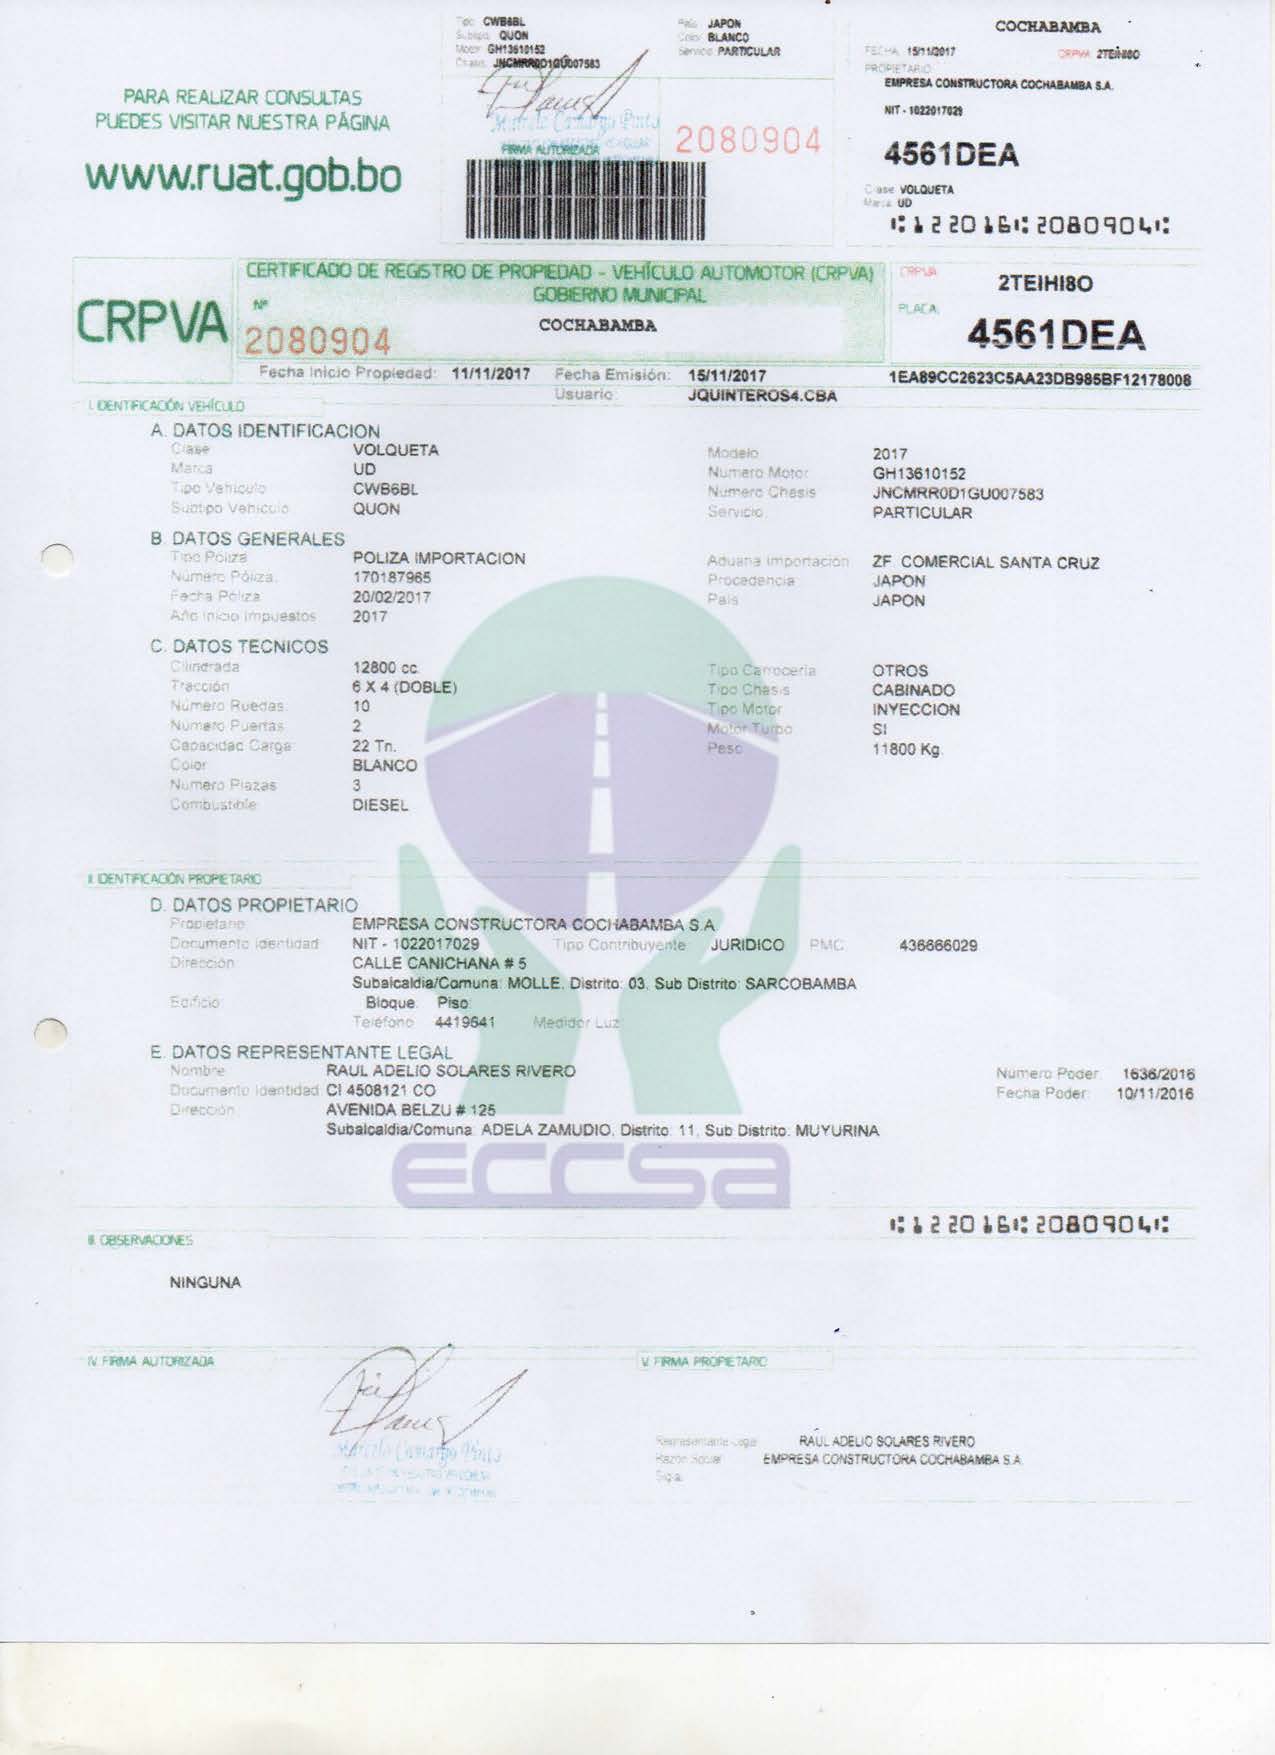 Tipo: CWB6BL
Subtipo: QUON
Motor: GH13610152
Chasis: JNCMRR0D1GU007583
País: JAPON
Color: BLANCO
Servicio: PARTICULAR
COCHABAMBA
FECHA: 15/11/2017 CRPVA: 2TEIHI8O
PROPIETARIO:
EMPRESA CONSTRUCTORA COCHABAMBA S.A.
NIT - 1022017029
4561DEA
Clase: VOLQUETA
Marca: UD
122016 2080904
PARA REALIZAR CONSULTAS
PUEDES VISITAR NUESTRA PÁGINA
www.ruat.gob.bo
Marcelo Camargo Pinto
FIRMA AUTORIZADA
2080904
CRPVA
CERTIFICADO DE REGISTRO DE PROPIEDAD - VEHÍCULO AUTOMOTOR (CRPVA)
GOBIERNO MUNICIPAL
Nº
2080904
COCHABAMBA
CRPVA: 2TEIHI8O
PLACA: 4561DEA
Fecha Inicio Propiedad: 11/11/2017 Fecha Emisión: 15/11/2017 1EA89CC2623C5AA23DB985BF12178008
Usuario: JQUINTEROS4.CBA
I. IDENTIFICACIÓN VEHÍCULO
A. DATOS IDENTIFICACION
Clase VOLQUETA Modelo 2017
Marca UD Numero Motor GH13610152
Tipo Vehiculo CWB6BL Numero Chasis JNCMRR0D1GU007583
Subtipo Vehiculo QUON Servicio PARTICULAR
B. DATOS GENERALES
Tipo Póliza POLIZA IMPORTACION Aduana Importación ZF. COMERCIAL SANTA CRUZ
Número Póliza 170187965 Procedencia JAPON
Fecha Póliza 20/02/2017 País JAPON
Año Inicio Impuestos 2017
C. DATOS TECNICOS
Cilindrada 12800 cc. Tipo Carrocería OTROS
Tracción 6 X 4 (DOBLE) Tipo Chasis CABINADO
Número Ruedas 10 Tipo Motor INYECCION
Numero Puertas 2 Motor Turbo SI
Capacidad Carga 22 Tn. Peso 11800 Kg.
Color BLANCO
Numero Plazas 3
Combustible DIESEL
II. IDENTIFICACIÓN PROPIETARIO
D. DATOS PROPIETARIO
Propietario EMPRESA CONSTRUCTORA COCHABAMBA S.A.
Documento Identidad NIT - 1022017029 Tipo Contribuyente JURIDICO PMC: 436666029
Dirección CALLE CANICHANA # 5
Subalcaldia/Comuna: MOLLE, Distrito: 03, Sub Distrito: SARCOBAMBA
Edificio Bloque: Piso:
Teléfono 4419641 Medidor Luz
E. DATOS REPRESENTANTE LEGAL
Nombre RAUL ADELIO SOLARES RIVERO Numero Poder: 1636/2016
Documento Identidad CI 4508121 CO Fecha Poder: 10/11/2016
Dirección AVENIDA BELZU # 125
Subalcaldia/Comuna: ADELA ZAMUDIO, Distrito: 11, Sub Distrito: MUYURINA
eccsa
122016 2080904
III. OBSERVACIONES
NINGUNA
IV. FIRMA AUTORIZADA V. FIRMA PROPIETARIO
Marcelo Camargo Pinto
Representante Legal RAUL ADELIO SOLARES RIVERO
Razón Social EMPRESA CONSTRUCTORA COCHABAMBA S.A.
Sigla